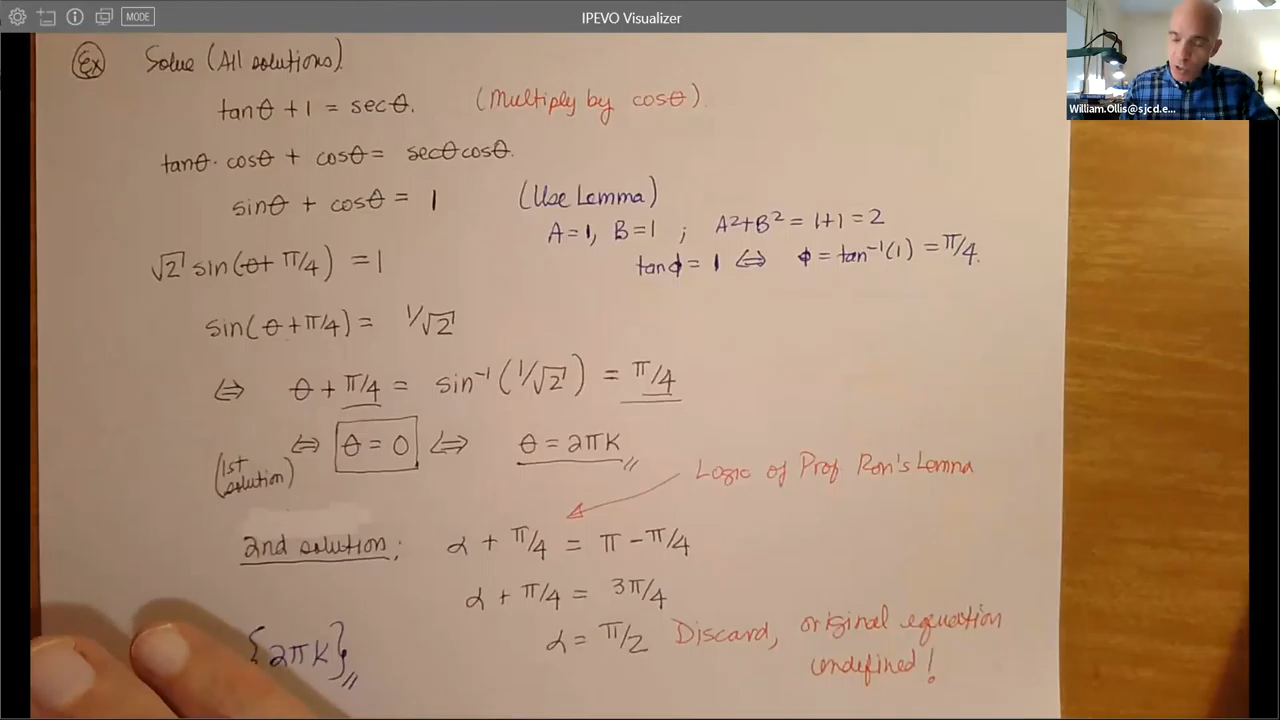 MODE
IPEVO Visualizer
William.Ollis@sjcd.e...
Ex Solve (All solutions).
tanθ + 1 = secθ. (Multiply by cosθ).
tanθ · cosθ + cosθ = secθcosθ.
sinθ + cosθ = 1 (Use Lemma)
A=1, B=1 ; A²+B² = 1+1 = 2
tanϕ = 1 ⇔ ϕ = tan⁻¹(1) = π/4.
√2 sin(θ + π/4) = 1
sin(θ + π/4) = 1/√2
⇔ θ + π/4 = sin⁻¹(1/√2) = π/4
(1st solution) ⇔ θ = 0 ⇔ θ = 2πK
Logic of Prof Ron's Lemna
2nd solution: α + π/4 = π - π/4
α + π/4 = 3π/4
α = π/2 Discard, original equation
undefined!
{2πK}